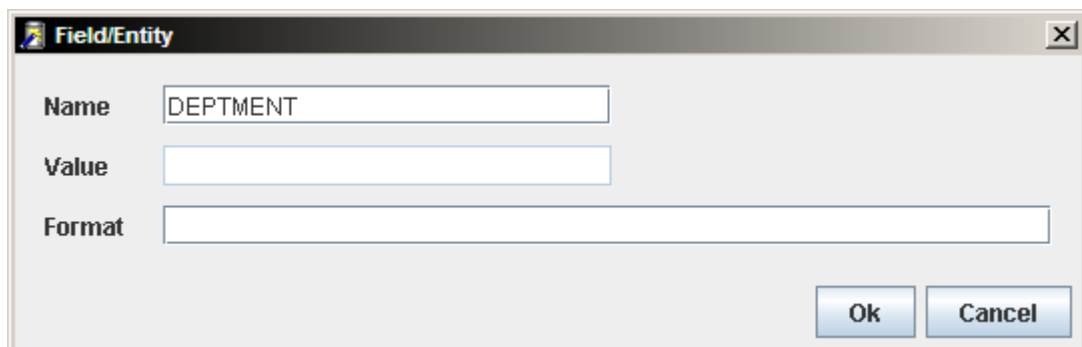 Field/Entity
Name DEPTMENT
Value
Format
Ok Cancel